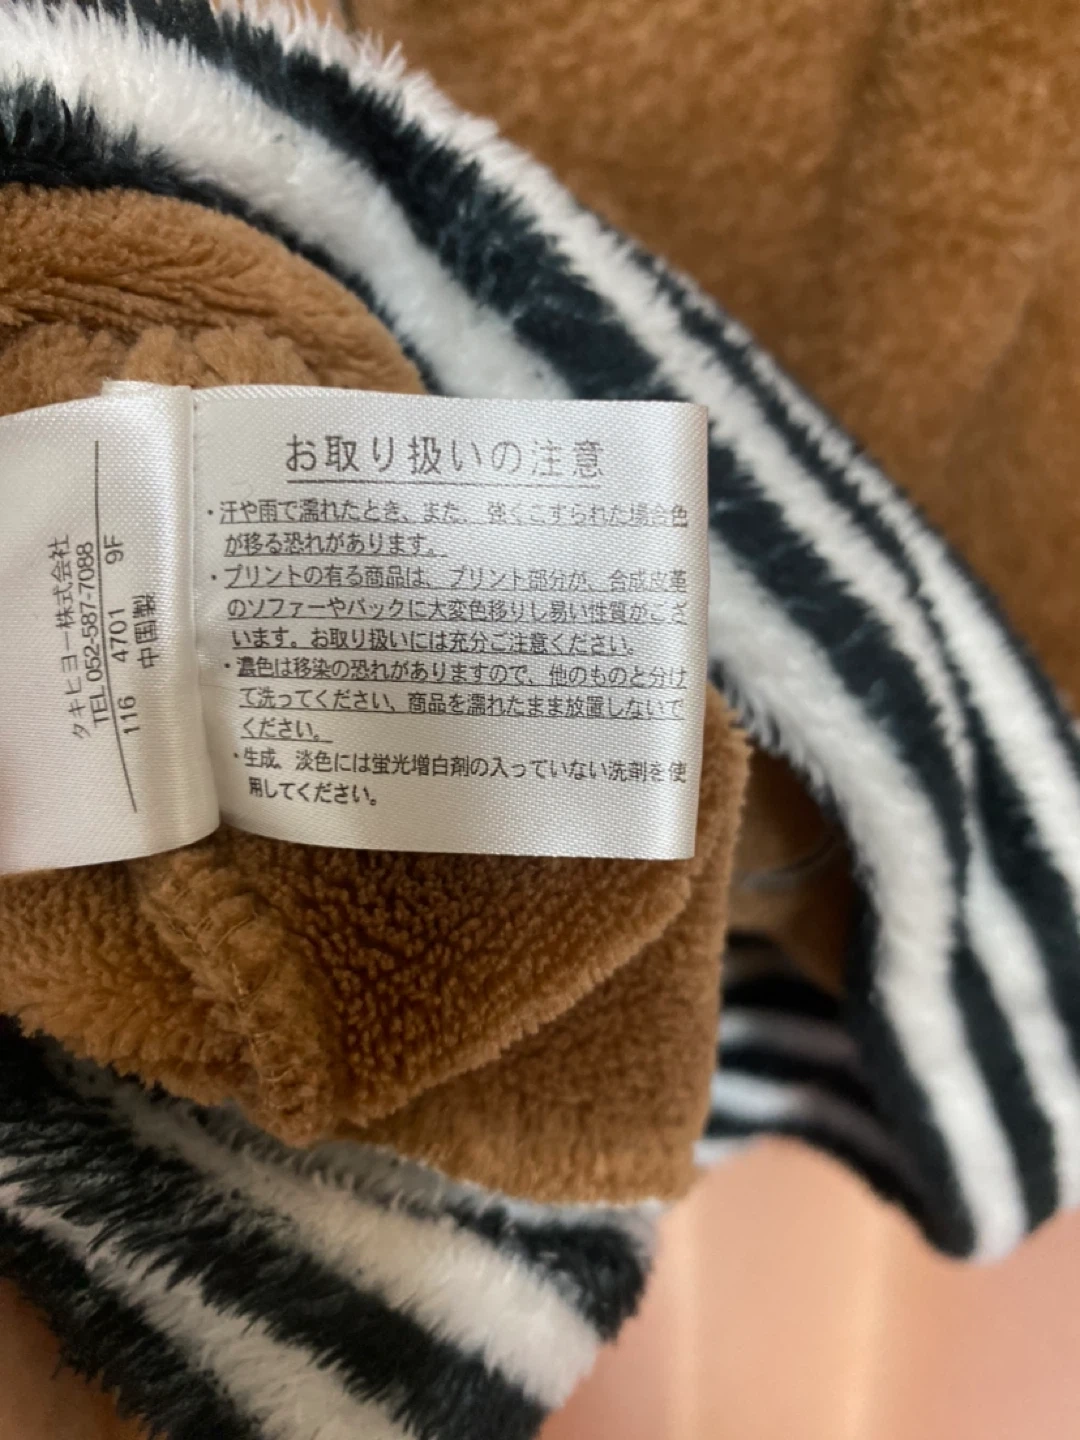 お取り扱いの注意
・汗や雨で濡れたとき、また、強くこすられた場合色
が移る恐れがあります。
・プリントの有る商品は、プリント部分が、合成皮革
のソファーやバックに大変色移りし易い性質がござ
います。お取り扱いには充分ご注意ください。
・濃色は移染の恐れがありますので、他のものと分け
て洗ってください、商品を濡れたまま放置しないで
ください。
・生成、淡色には蛍光増白剤の入っていない洗剤を使
用してください。
タキヒヨー株式会社
TEL 052-587-7088
116 4701 9F
中国製